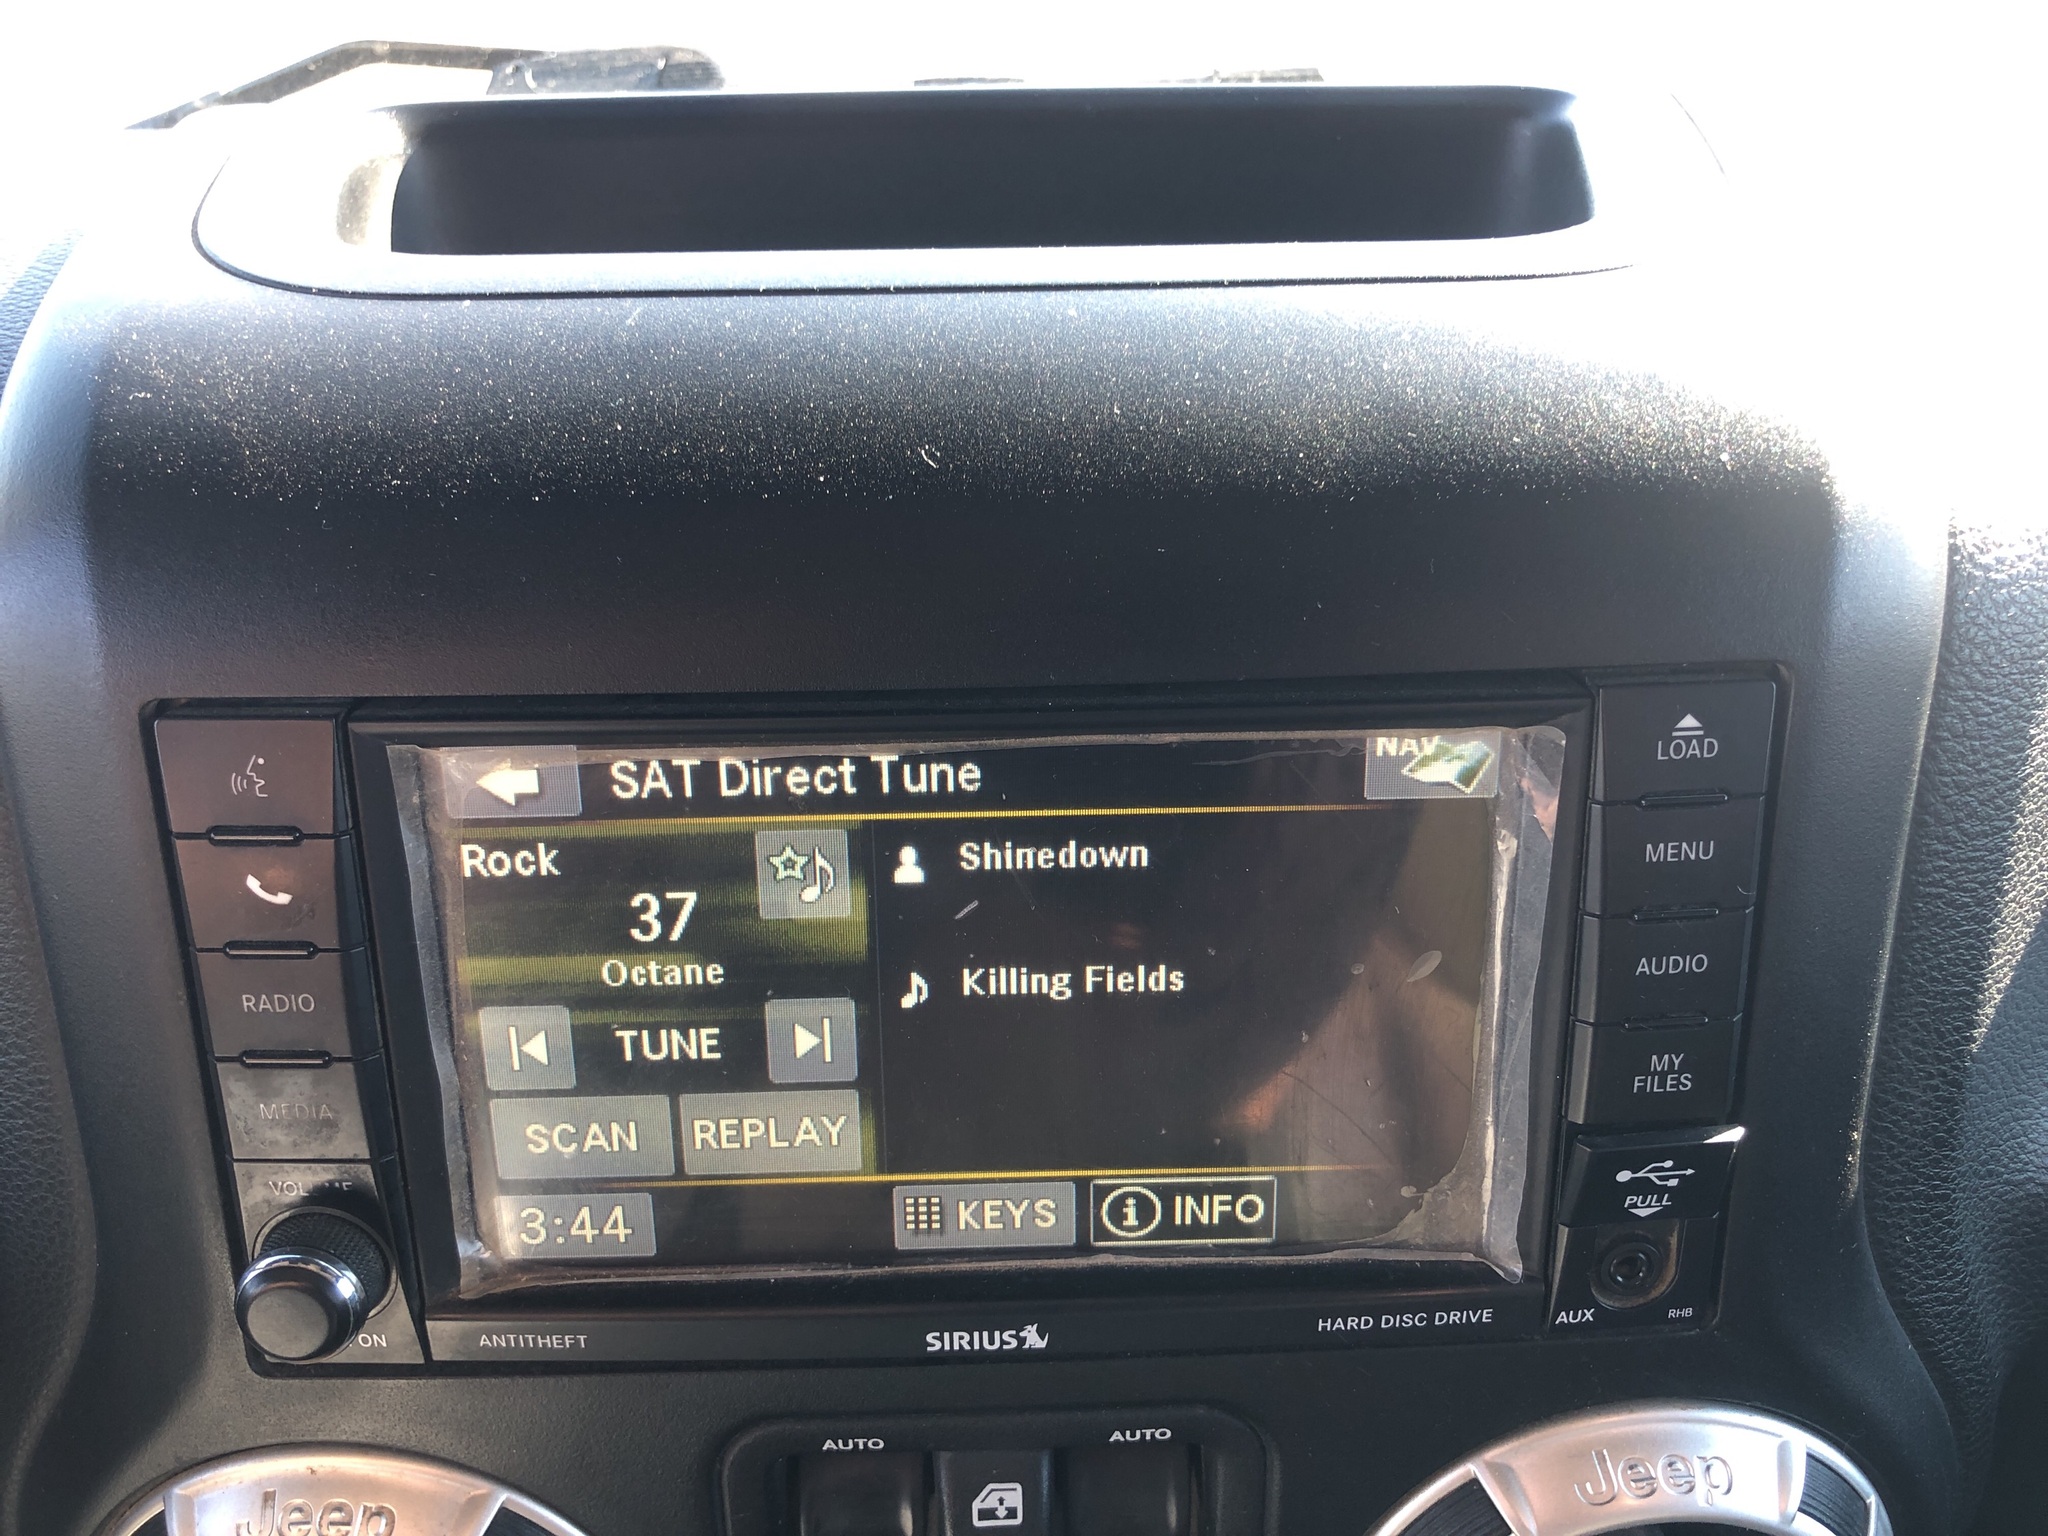 SAT Direct Tune
NAV
Rock
37
Octane
TUNE
SCAN
REPLAY
3:44
Shinedown
Killing Fields
KEYS
INFO
RADIO
MEDIA
ON
LOAD
MENU
AUDIO
MY
FILES
PULL
AUX
RHB
ANTITHEFT
SIRIUS
HARD DISC DRIVE
AUTO
AUTO
Jeep
Jeep